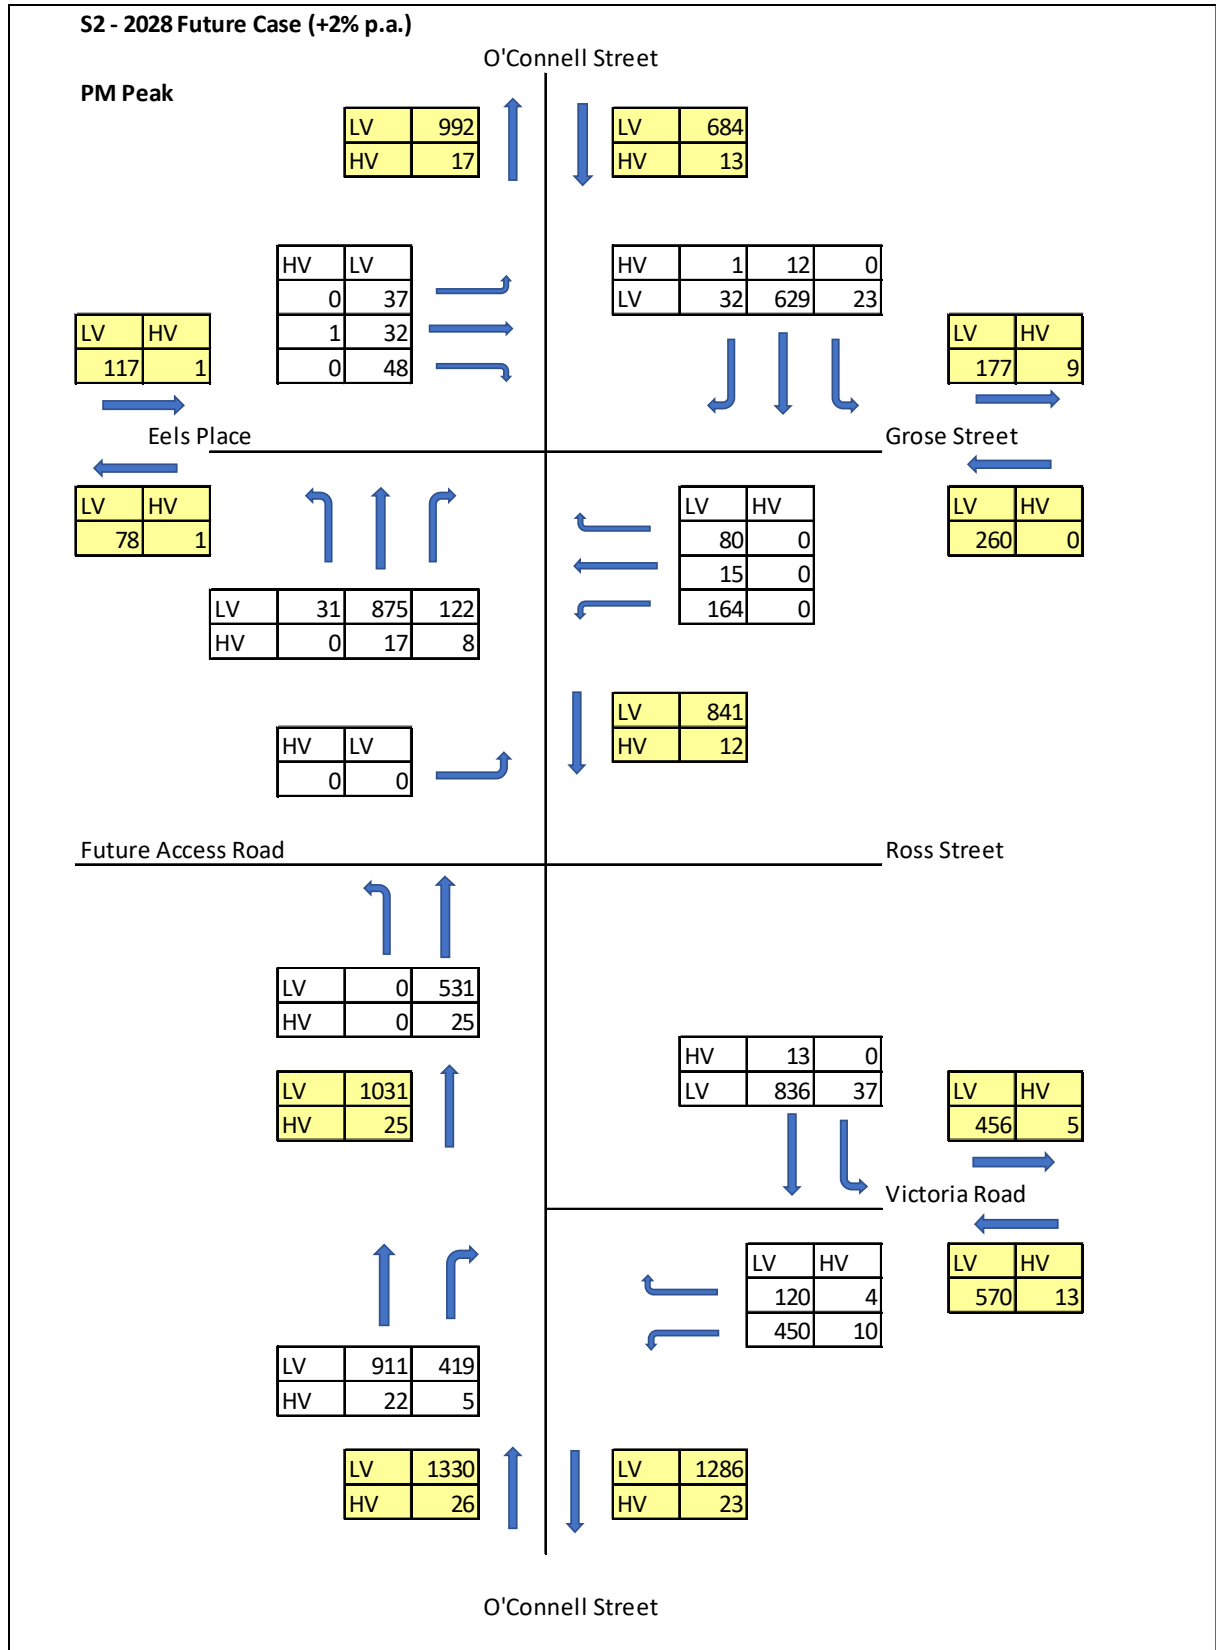 S2 - 2028 Future Case (+2% p.a.)
O'Connell Street
PM Peak
LV 992
HV 17
LV 684
HV 13
HV LV
0 37
1 32
0 48
HV 1 12 0
LV 32 629 23
LV HV
117 1
LV HV
177 9
Eels Place
Grose Street
LV HV
78 1
LV HV
80 0
15 0
164 0
LV HV
260 0
LV 31 875 122
HV 0 17 8
LV 841
HV 12
HV LV
0 0
Future Access Road
Ross Street
LV 0 531
HV 0 25
HV 13 0
LV 836 37
LV 1031
HV 25
LV HV
456 5
Victoria Road
LV HV
120 4
450 10
LV HV
570 13
LV 911 419
HV 22 5
LV 1330
HV 26
LV 1286
HV 23
O'Connell Street